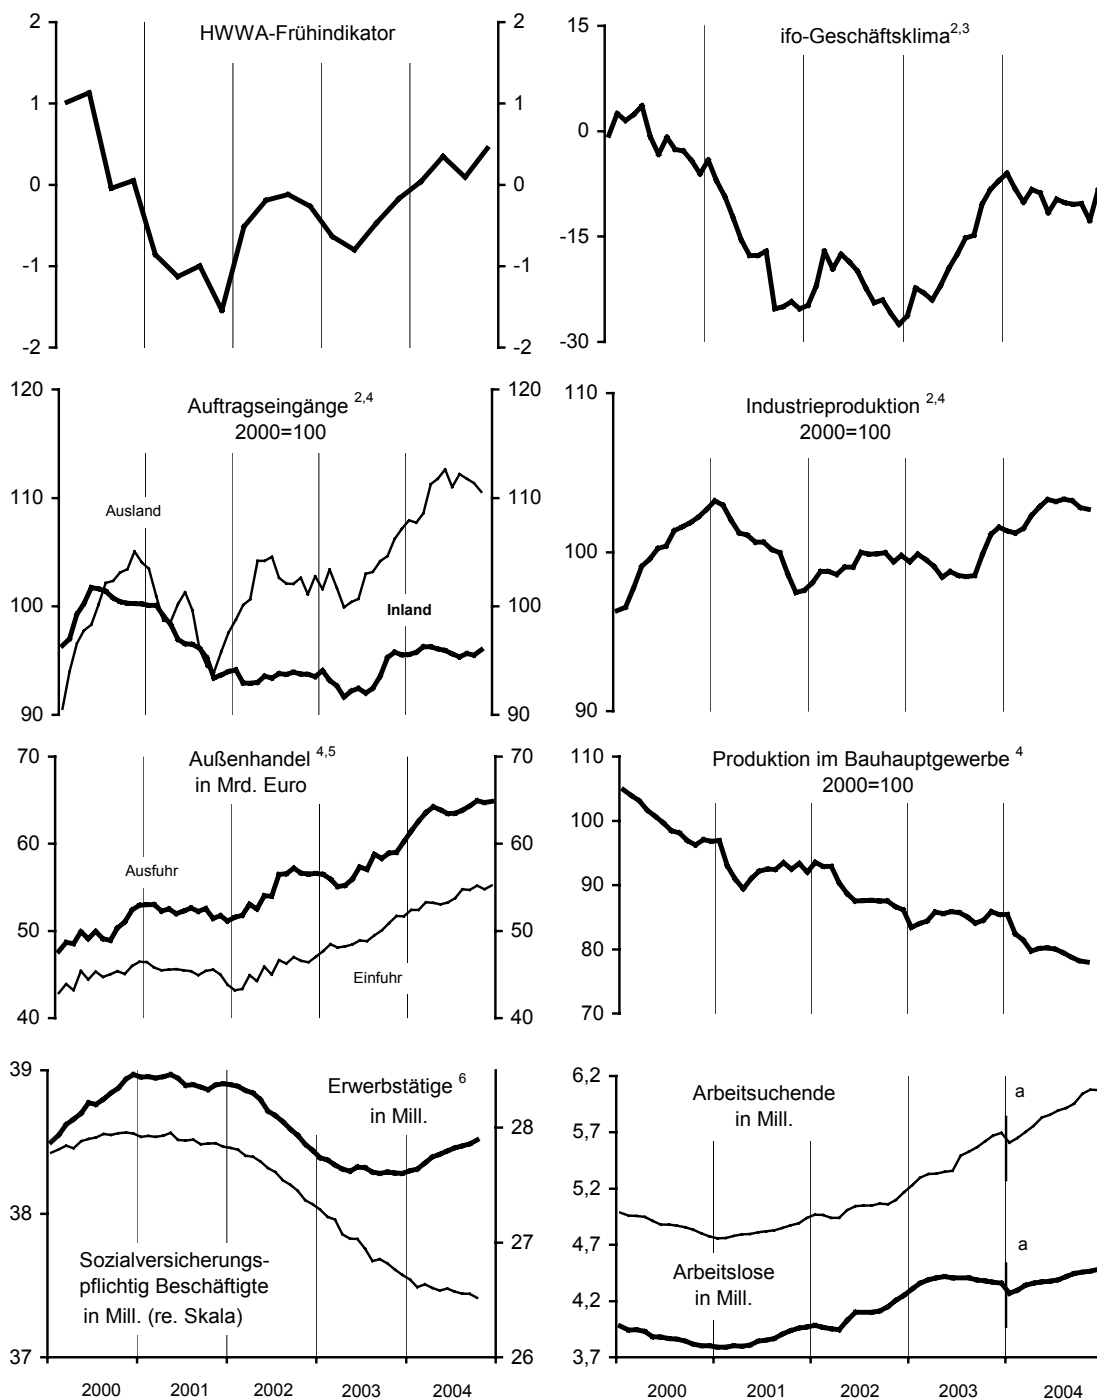 HWWA-Frühindikator
2
1
0
-1
-2
2
1
0
-1
-2
ifo-Geschäftsklima 2,3
15
0
-15
-30
Auftragseingänge 2,4
2000=100
120
110
100
90
120
110
100
90
Ausland
Inland
Industrieproduktion 2,4
2000=100
110
100
90
Außenhandel 4,5
in Mrd. Euro
70
60
50
40
70
60
50
40
Ausfuhr
Einfuhr
Produktion im Bauhauptgewerbe 4
2000=100
110
100
90
80
70
Erwerbstätige 6
in Mill.
39
38
37
28
27
26
Sozialversicherungs-
pflichtig Beschäftigte
in Mill. (re. Skala)
2000 2001 2002 2003 2004
Arbeitsuchende
in Mill.
6,2
5,7
5,2
4,7
4,2
3,7
a
a
Arbeitslose
in Mill.
2000 2001 2002 2003 2004